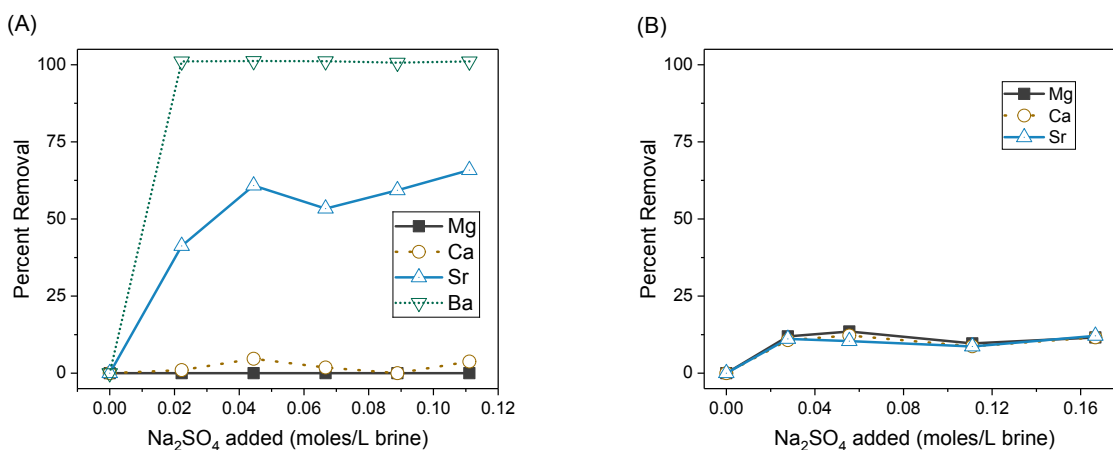 (A)
100
75
50
25
0
Percent Removal
Mg
Ca
Sr
Ba
0.00 0.02 0.04 0.06 0.08 0.10 0.12
Na₂SO₄ added (moles/L brine)
(B)
100
75
50
25
0
Percent Removal
Mg
Ca
Sr
0.00 0.04 0.08 0.12 0.16
Na₂SO₄ added (moles/L brine)